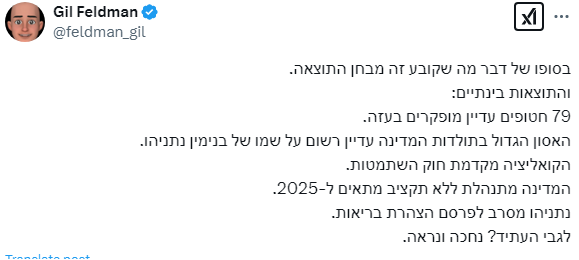 Gil Feldman
@feldman_gil
בסופו של דבר מה שקובע זה מבחן התוצאה.
והתוצאות בינתיים:
79 חטופים עדיין מופקרים בעזה.
האסון הגדול בתולדות המדינה עדיין רשום על שמו של בנימין נתניהו.
הקואליציה מקדמת חוק השתמטות.
המדינה מתנהלת ללא תקציב מתאים ל-2025.
נתניהו מסרב לפרסם הצהרת בריאות.
לגבי העתיד? נחכה ונראה.
Translate post